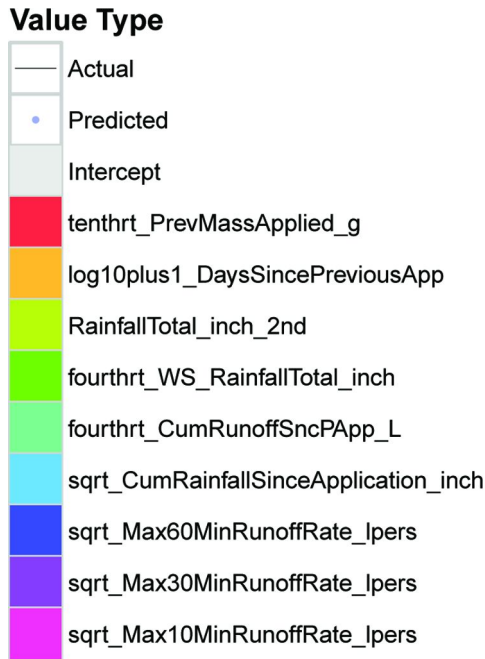 Value Type
Actual
Predicted
Intercept
tenthrt_PrevMassApplied_g
log10plus1_DaysSincePreviousApp
RainfallTotal_inch_2nd
fourthrt_WS_RainfallTotal_inch
fourthrt_CumRunoffSncPApp_L
sqrt_CumRainfallSinceApplication_inch
sqrt_Max60MinRunoffRate_lpers
sqrt_Max30MinRunoffRate_lpers
sqrt_Max10MinRunoffRate_lpers